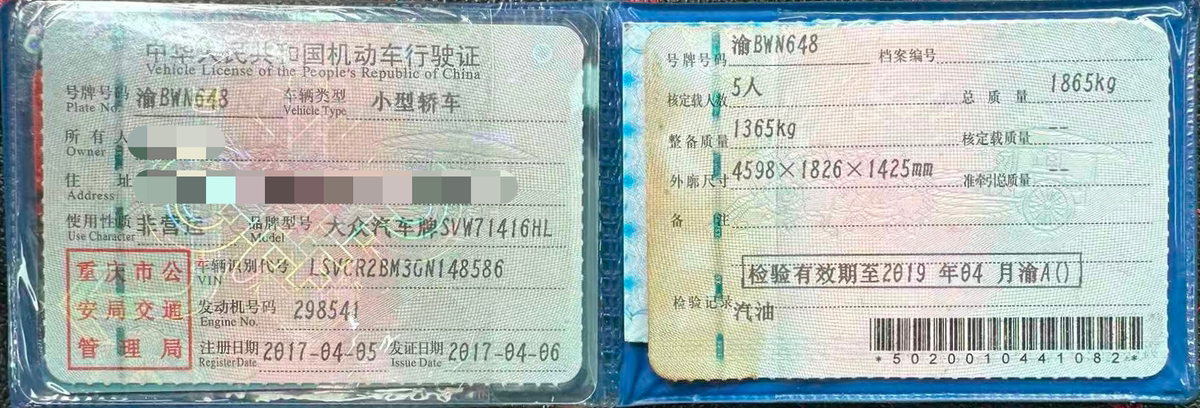 中华人民共和国机动车行驶证
Vehicle License of the People's Republic of China
号牌号码 渝BWN648 车辆类型 小型轿车
Plate No. Vehicle Type
所有人
Owner
住址
Address
使用性质 非营运 品牌型号 大众汽车牌SVW71416HL
Use Character Model
重庆市公
安局交通
管理局
车辆识别代号 LSVCR2BM3GN148586
VIN
发动机号码 298541
Engine No.
注册日期 2017-04-05 发证日期 2017-04-06
Register Date Issue Date
号牌号码 渝BWN648 档案编号
核定载人数 5人 总质量 1865kg
整备质量 1365kg 核定载质量 --
外廓尺寸 4598×1826×1425mm 准牵引总质量 --
备注
检验有效期至2019 年04 月渝A()
检验记录
汽油
*5020010441082*